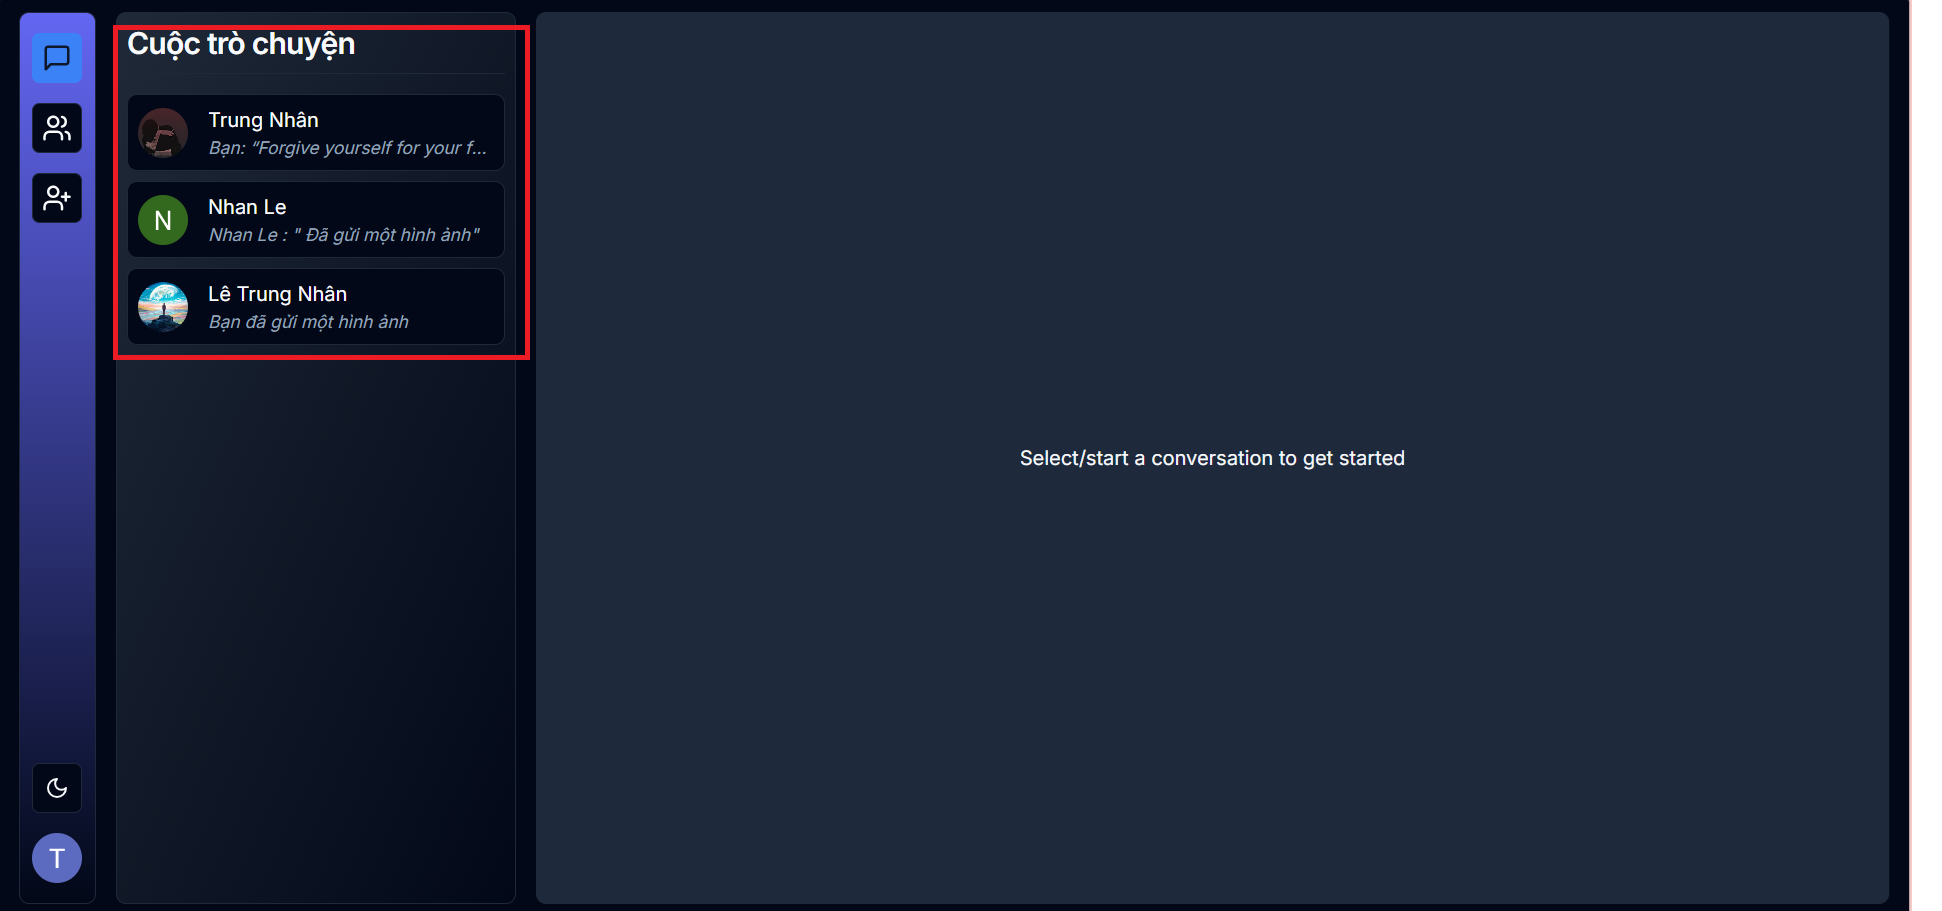 Cuộc trò chuyện
Trung Nhân
Bạn: “Forgive yourself for your f...
N
Nhan Le
Nhan Le : " Đã gửi một hình ảnh"
Lê Trung Nhân
Bạn đã gửi một hình ảnh
Select/start a conversation to get started
T